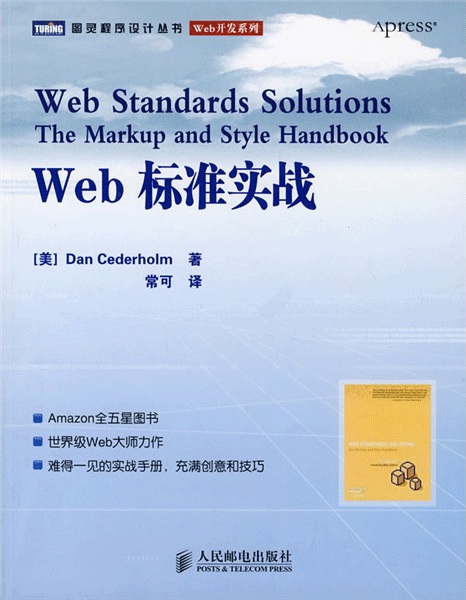 TURING 图灵程序设计丛书 Web开发系列
Apress®
Web Standards Solutions
The Markup and Style Handbook
Web 标准实战
[美] Dan Cederholm 著
常可 译
Amazon全五星图书
世界级Web大师力作
难得一见的实战手册,充满创意和技巧
WEB STANDARDS SOLUTIONS
人民邮电出版社
POSTS & TELECOM PRESS